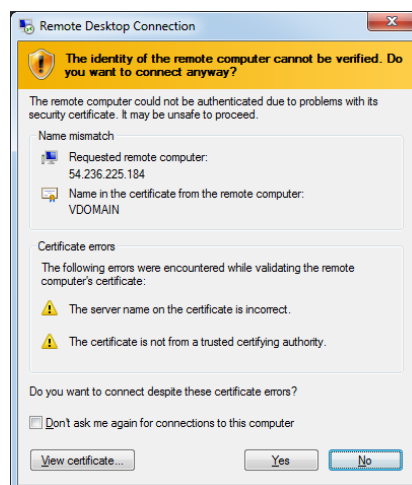 Remote Desktop Connection
The identity of the remote computer cannot be verified. Do
you want to connect anyway?
The remote computer could not be authenticated due to problems with its
security certificate. It may be unsafe to proceed.
Name mismatch
Requested remote computer:
54.236.225.184
Name in the certificate from the remote computer:
VDOMAIN
Certificate errors
The following errors were encountered while validating the remote
computer's certificate:
The server name on the certificate is incorrect.
The certificate is not from a trusted certifying authority.
Do you want to connect despite these certificate errors?
Don't ask me again for connections to this computer
View certificate...
Yes
No